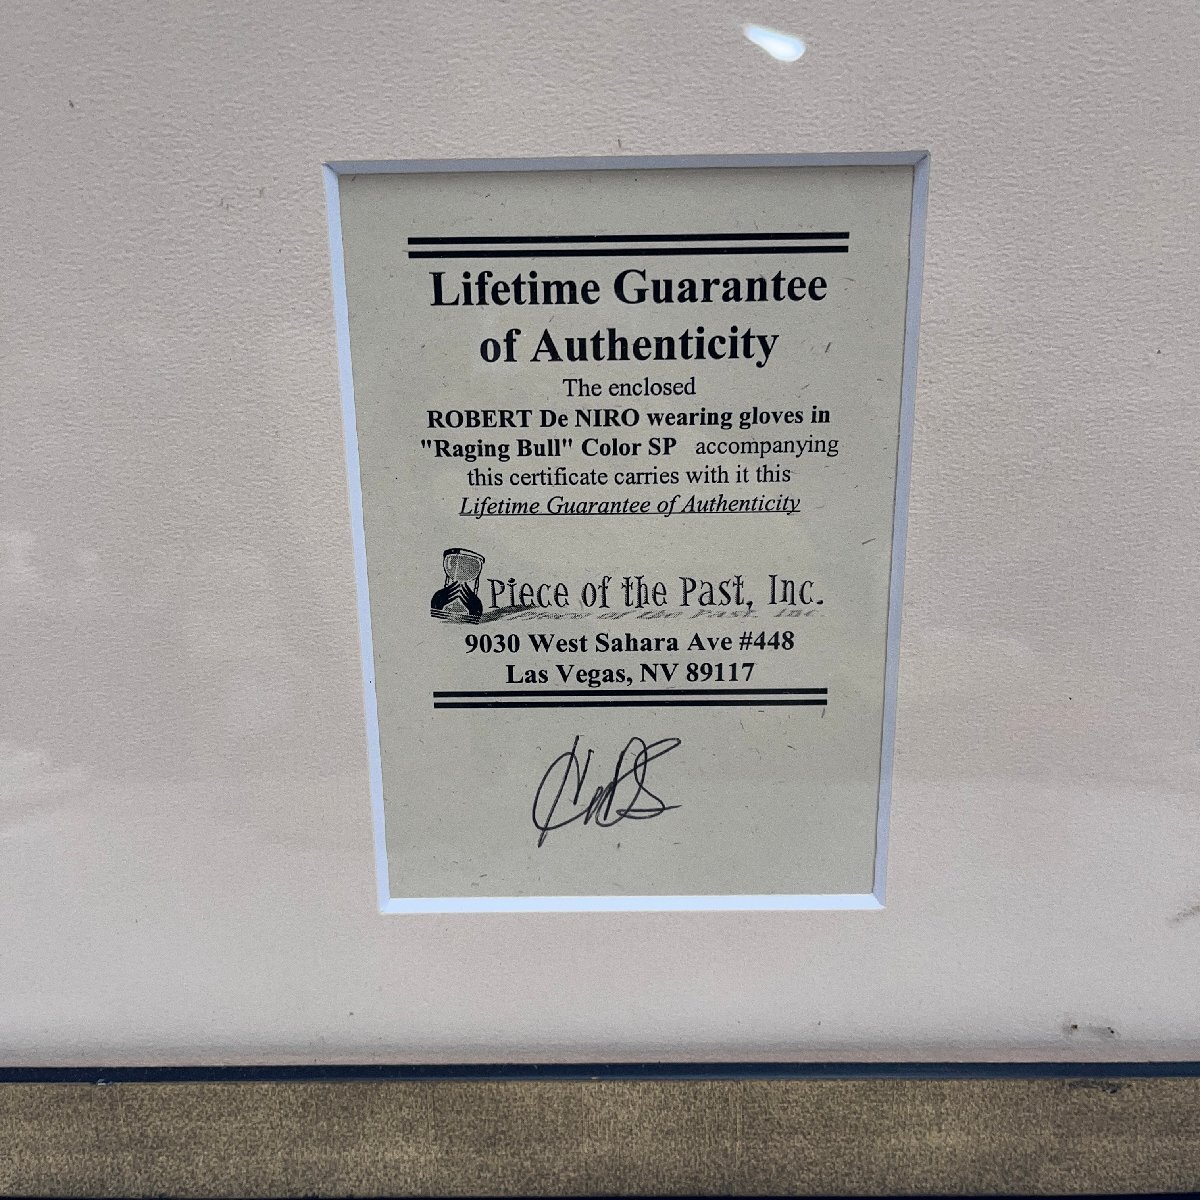 Lifetime Guarantee
of Authenticity
The enclosed
ROBERT De NIRO wearing gloves in
"Raging Bull" Color SP accompanying
this certificate carries with it this
Lifetime Guarantee of Authenticity
Piece of the Past, Inc.
9030 West Sahara Ave #448
Las Vegas, NV 89117